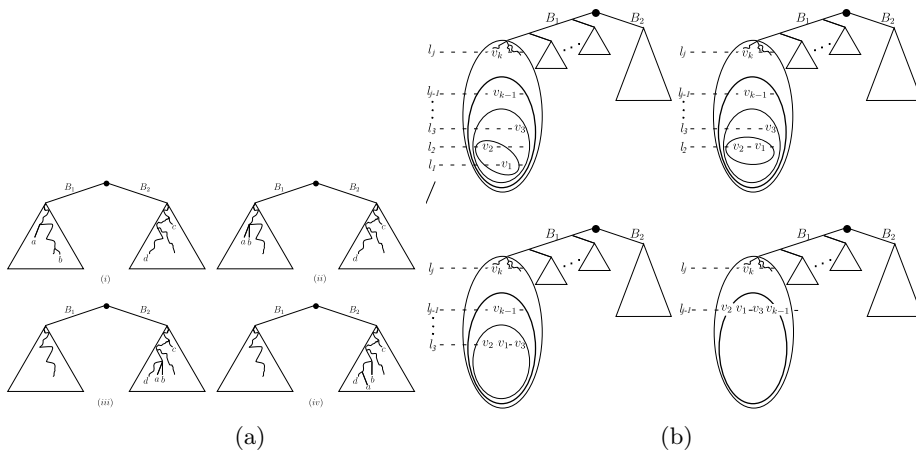 B₁ B₂
a b c d
(i)
B₁ B₂
a b c d
(ii)
B₁ B₂
d a b c
(iii)
B₁ B₂
d a b c
(iv)
(a)
B₁ B₂
lⱼ vₖ
lⱼ₋₁ vₖ₋₁
l₃ v₃
l₂ v₂
l₁ v₁
B₁ B₂
lⱼ vₖ
lⱼ₋₁ vₖ₋₁
l₃ v₃
l₂ v₂ v₁
B₁ B₂
lⱼ vₖ
lⱼ₋₁ vₖ₋₁
l₃ v₂ v₁ v₃
B₁ B₂
lⱼ vₖ
lⱼ₋₁ v₂ v₁ v₃ vₖ₋₁
(b)